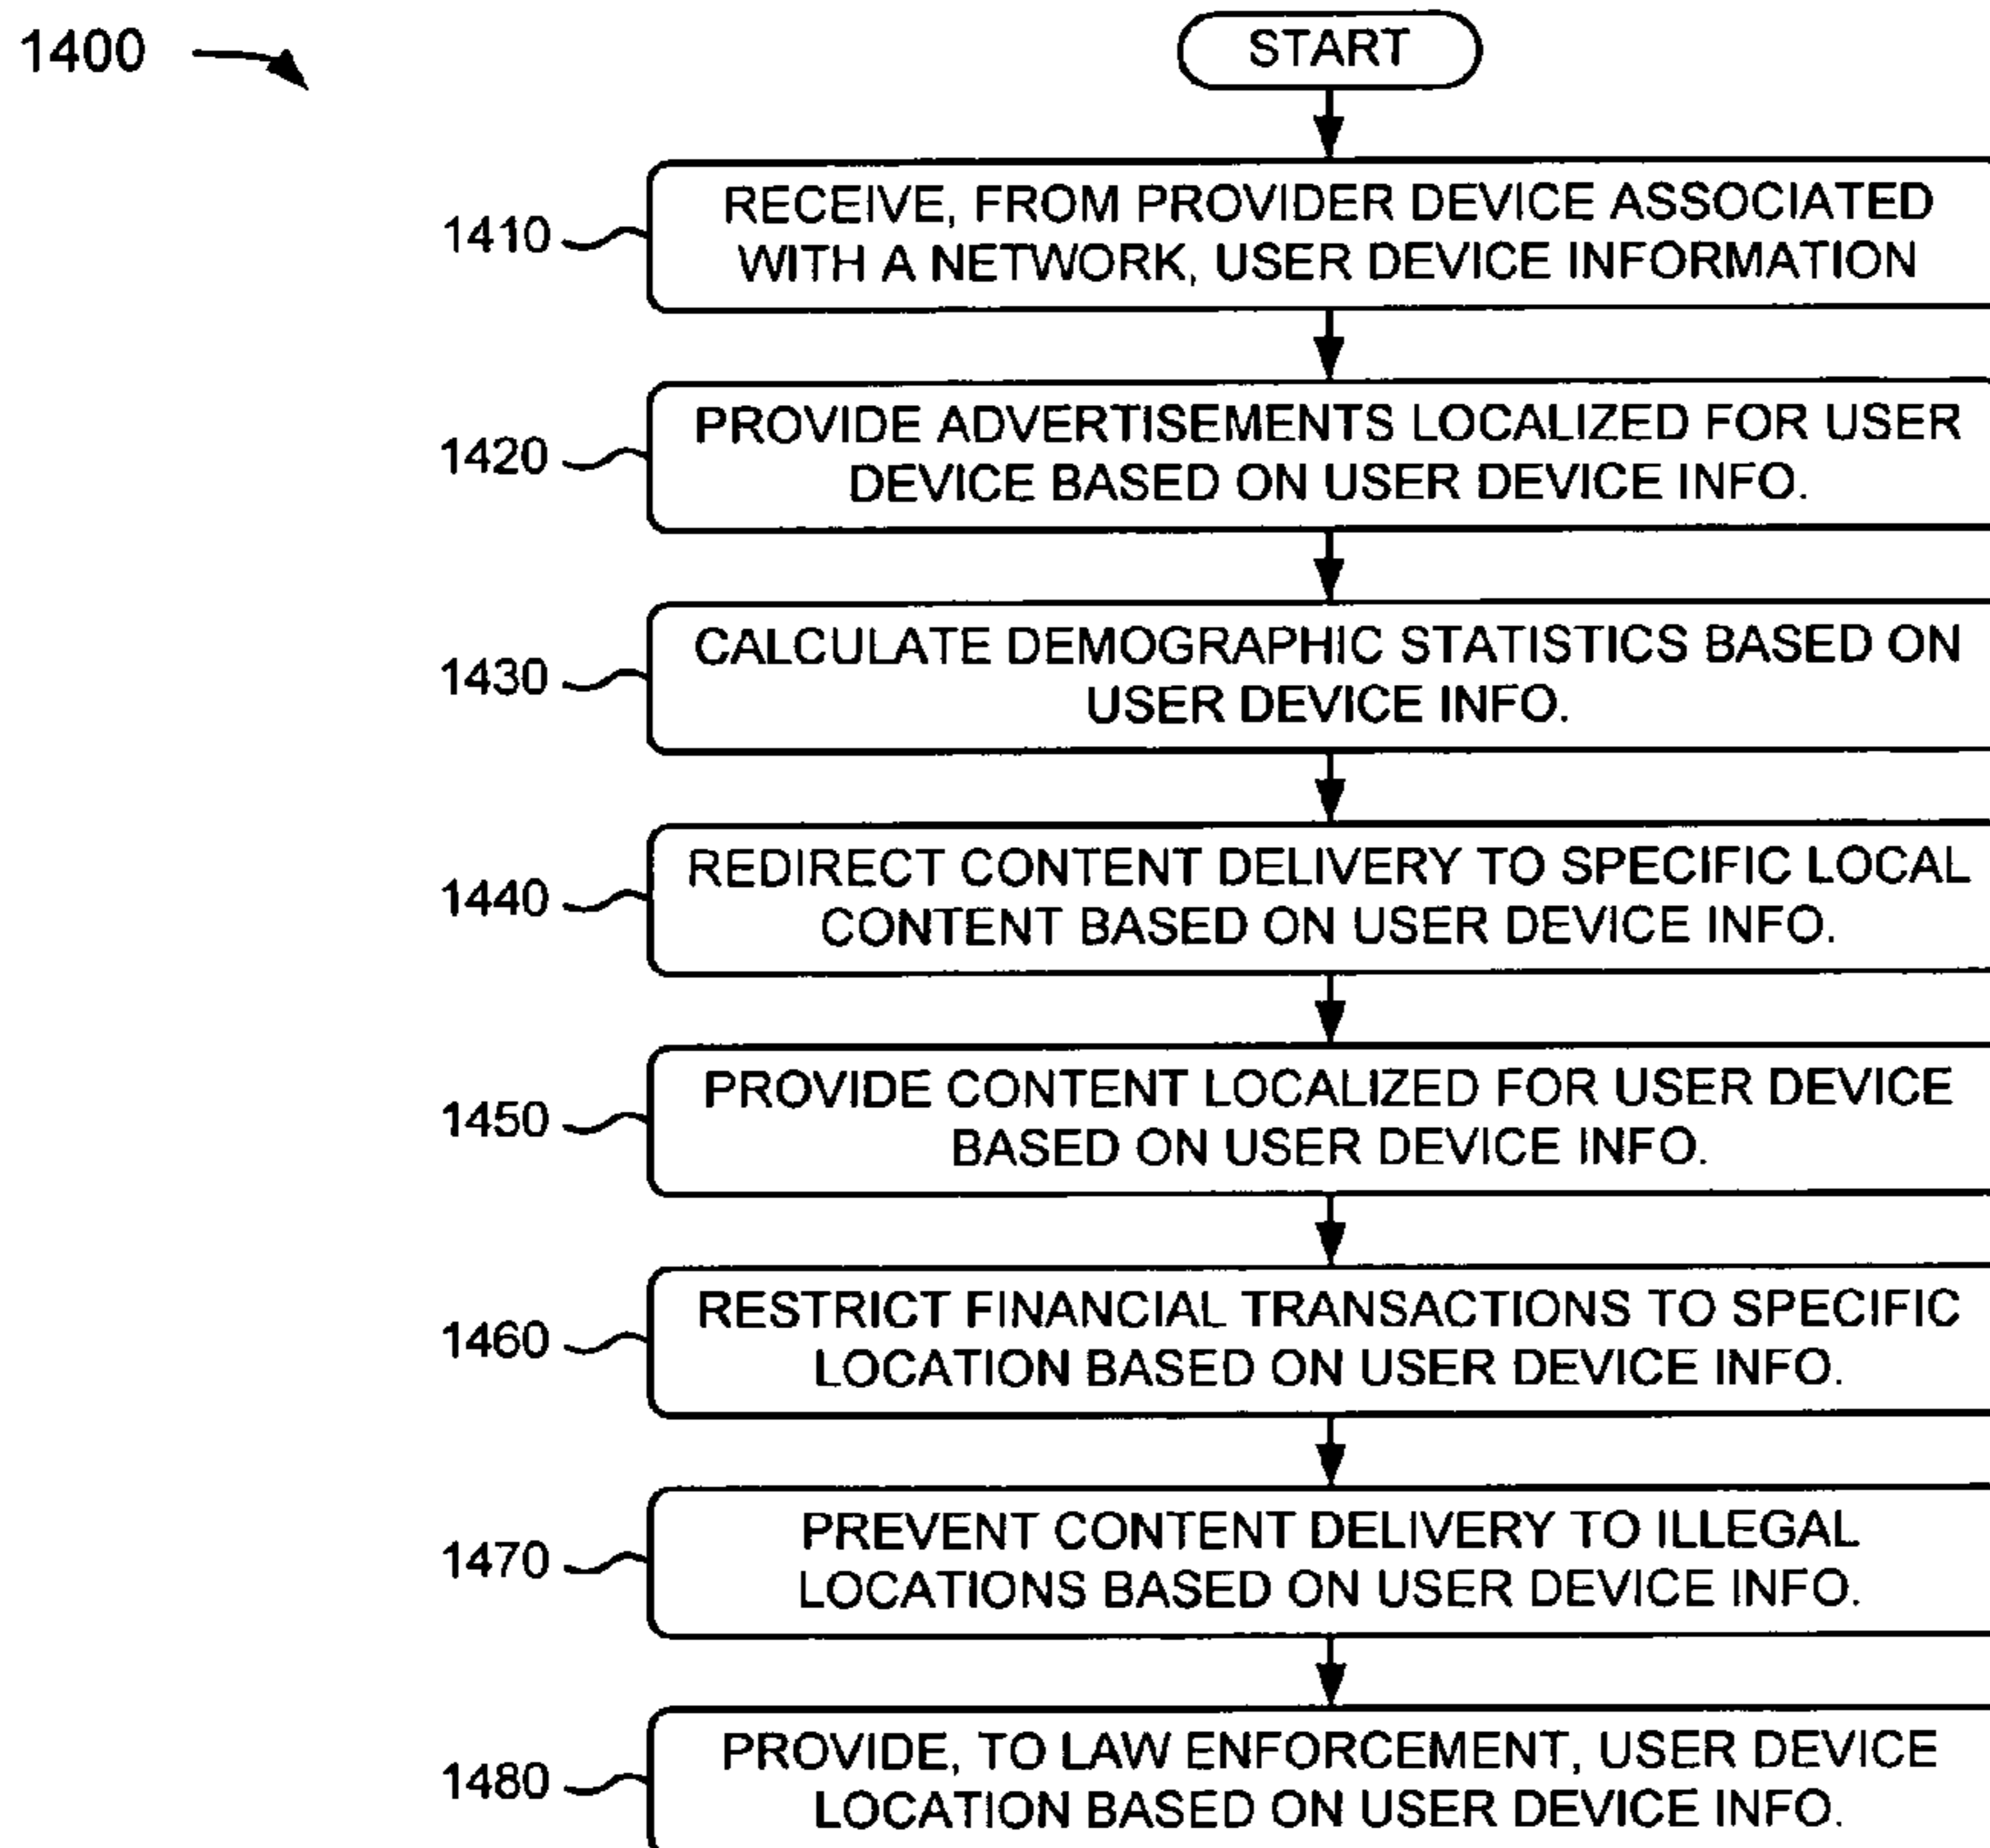 1400
START
1410
RECEIVE, FROM PROVIDER DEVICE ASSOCIATED
WITH A NETWORK, USER DEVICE INFORMATION
1420
PROVIDE ADVERTISEMENTS LOCALIZED FOR USER
DEVICE BASED ON USER DEVICE INFO.
1430
CALCULATE DEMOGRAPHIC STATISTICS BASED ON
USER DEVICE INFO.
1440
REDIRECT CONTENT DELIVERY TO SPECIFIC LOCAL
CONTENT BASED ON USER DEVICE INFO.
1450
PROVIDE CONTENT LOCALIZED FOR USER DEVICE
BASED ON USER DEVICE INFO.
1460
RESTRICT FINANCIAL TRANSACTIONS TO SPECIFIC
LOCATION BASED ON USER DEVICE INFO.
1470
PREVENT CONTENT DELIVERY TO ILLEGAL
LOCATIONS BASED ON USER DEVICE INFO.
1480
PROVIDE, TO LAW ENFORCEMENT, USER DEVICE
LOCATION BASED ON USER DEVICE INFO.